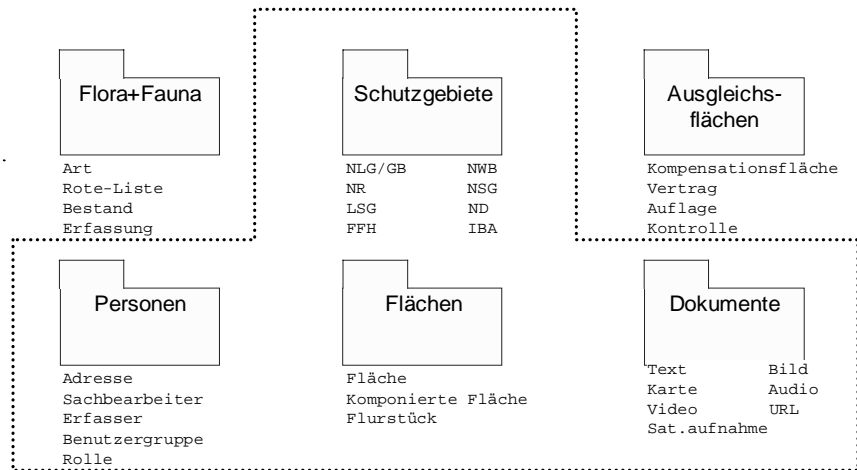 Flora+Fauna
Art
Rote-Liste
Bestand
Erfassung
Schutzgebiete
NLG/GB NWB
NR NSG
LSG ND
FFH IBA
Ausgleichs-
flächen
Kompensationsfläche
Vertrag
Auflage
Kontrolle
Personen
Adresse
Sachbearbeiter
Erfasser
Benutzergruppe
Rolle
Flächen
Fläche
Komponierte Fläche
Flurstück
Dokumente
Text Bild
Karte Audio
Video URL
Sat.aufnahme